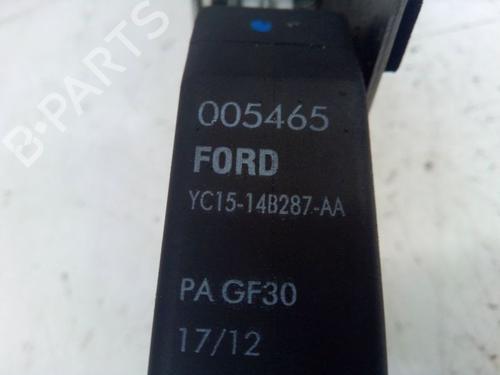 B-PARTS
005465
FORD
YC15-14B287-AA
PA GF30
17/12